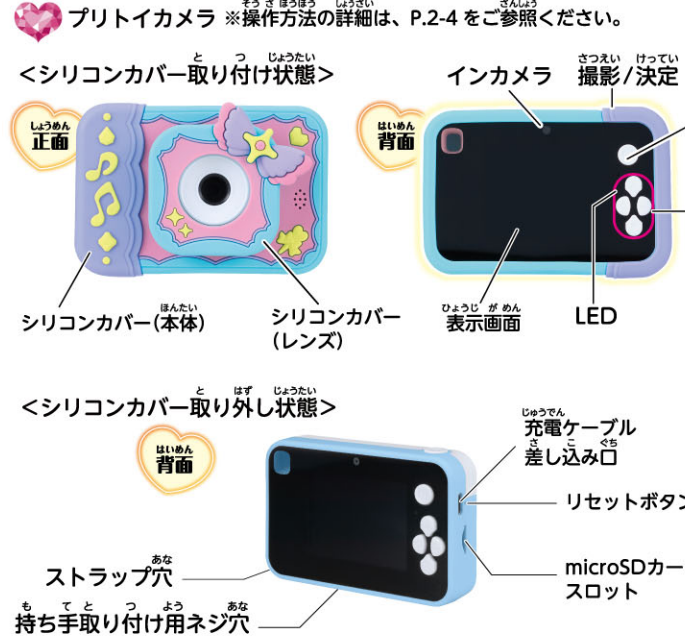 プリトイカメラ ※操作方法の詳細は、P.2-4 をご参照ください。
<シリコンカバー取り付け状態>
正面
シリコンカバー(本体)
シリコンカバー
(レンズ)
背面
インカメラ
撮影/決定
表示画面
LED
<シリコンカバー取り外し状態>
背面
充電ケーブル
差し込み口
リセットボタン
microSDカー
スロット
ストラップ穴
持ち手取り付け用ネジ穴